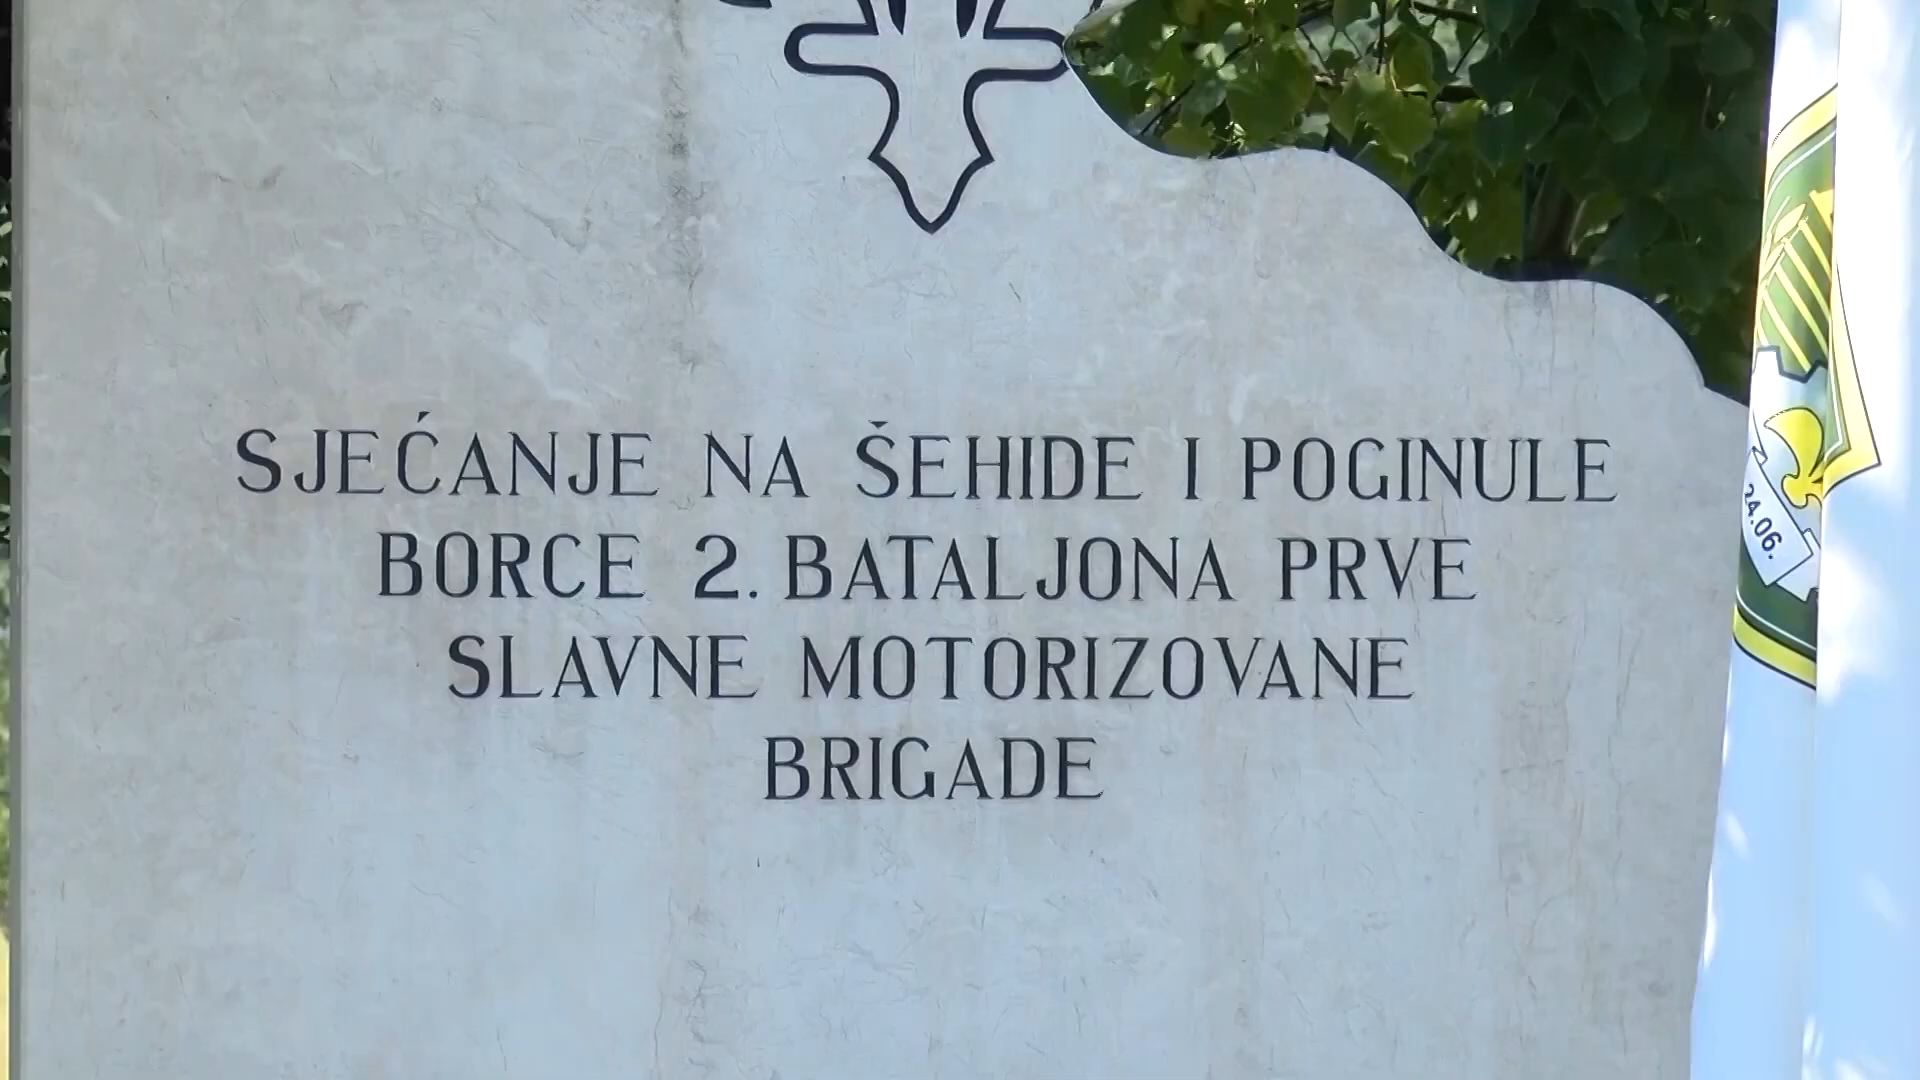 SJEĆANJE NA ŠEHIDE I POGINULE
BORCE 2. BATALJONA PRVE
SLAVNE MOTORIZOVANE
BRIGADE
24.06.